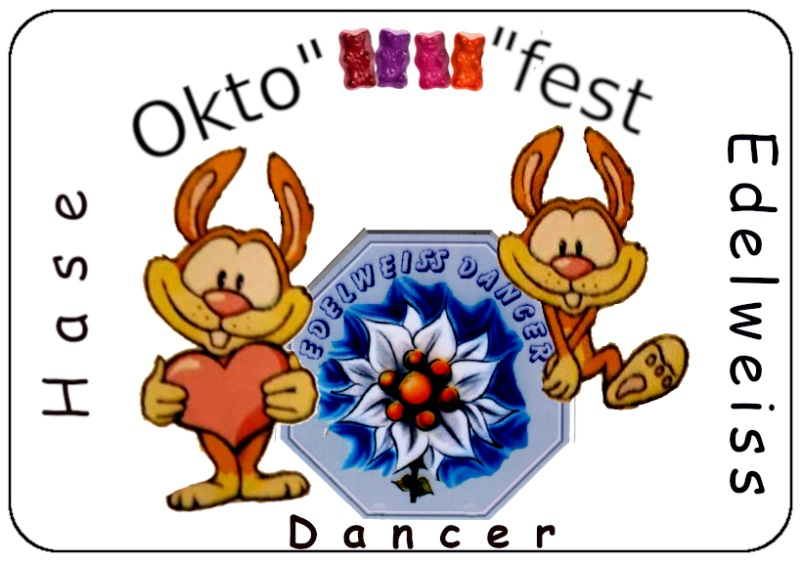 Okto" "fest
Hase
EDELWEISS DANCER
Edelweiss
Dancer